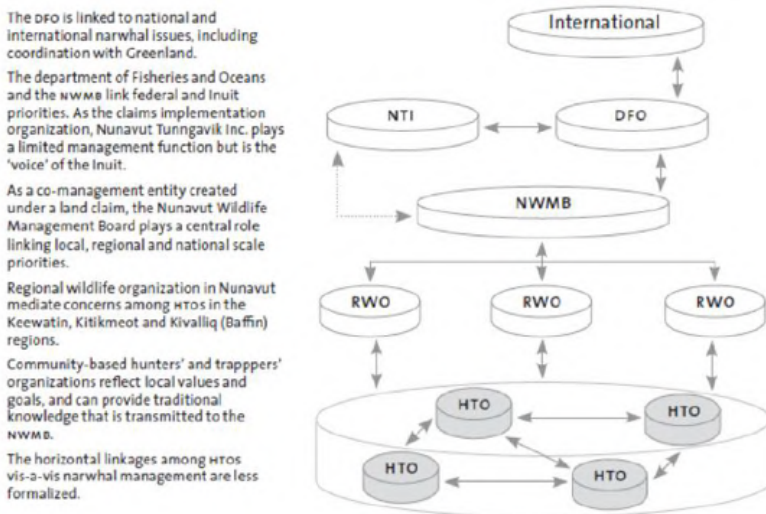 The DFO is linked to national and
international narwhal issues, including
coordination with Greenland.
The department of Fisheries and Oceans
and the NWMB link federal and Inuit
priorities. As the claims implementation
organization, Nunavut Tunngavik Inc. plays
a limited management function but is the
‘voice’ of the Inuit.
As a co-management entity created
under a land claim, the Nunavut Wildlife
Management Board plays a central role
linking local, regional and national scale
priorities.
Regional wildlife organization in Nunavut
mediate concerns among HTOs in the
Keewatin, Kitikmeot and Kivalliq (Baffin)
regions.
Community-based hunters’ and trapppers’
organizations reflect local values and
goals, and can provide traditional
knowledge that is transmitted to the
NWMB.
The horizontal linkages among HTOs
vis-a-vis narwhal management are less
formalized.
International
NTI
DFO
NWMB
RWO
RWO
RWO
HTO
HTO
HTO
HTO